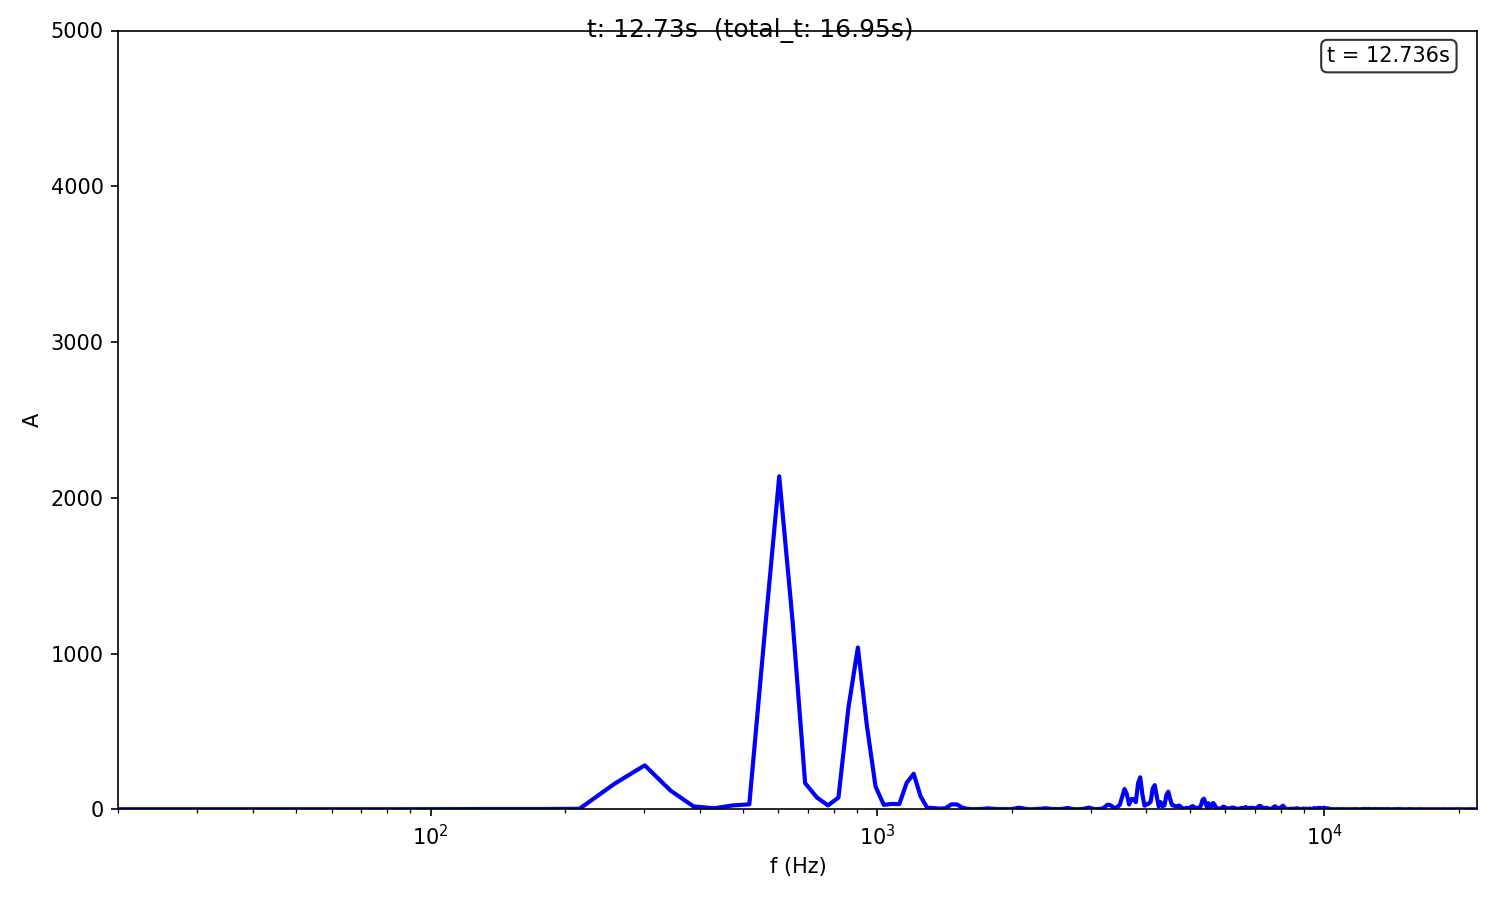 t: 12.73s  (total_t: 16.95s)
t = 12.736s
5000
4000
3000
2000
1000
0
A
10²
10³
10⁴
f (Hz)